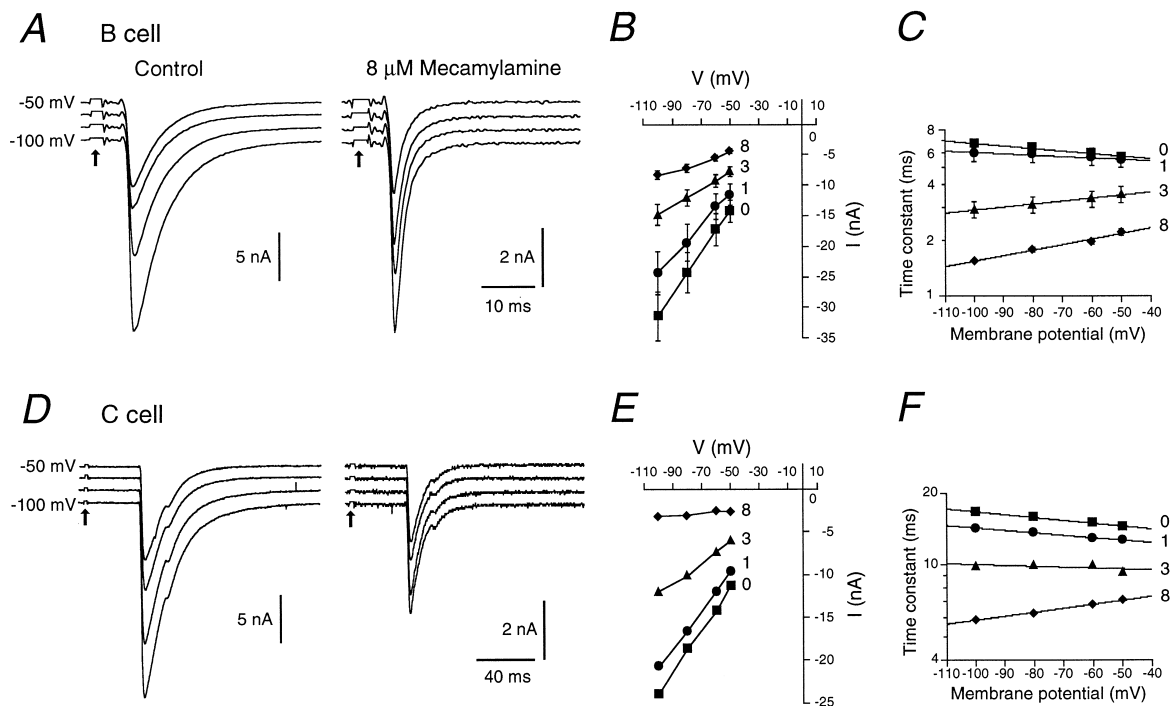 A
B cell
Control
8 μM Mecamylamine
-50 mV
-100 mV
5 nA
2 nA
10 ms
B
V (mV)
-110 -90 -70 -50 -30 -10 10
0
-5
-10
-15
-20
-25
-30
-35
I (nA)
8
3
1
0
C
Time constant (ms)
8
6
4
2
1
0
1
3
8
-110 -100 -90 -80 -70 -60 -50 -40
Membrane potential (mV)
D
C cell
-50 mV
-100 mV
5 nA
2 nA
40 ms
E
V (mV)
-110 -90 -70 -50 -30 -10 10
0
-5
-10
-15
-20
-25
I (nA)
8
3
1
0
F
Time constant (ms)
20
10
4
0
1
3
8
-110 -100 -90 -80 -70 -60 -50 -40
Membrane potential (mV)